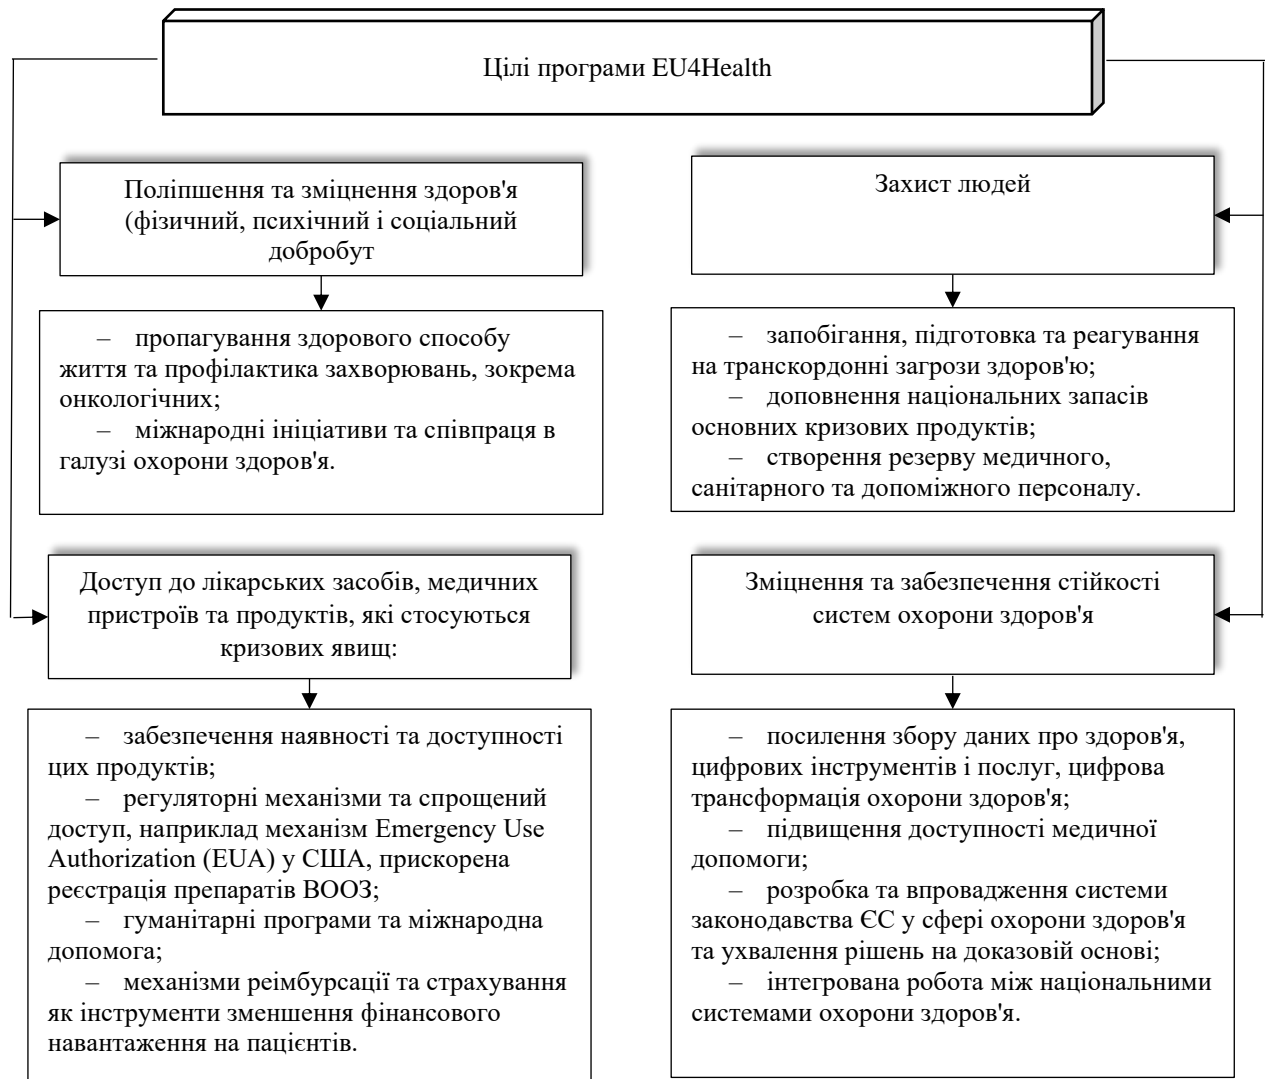 Цілі програми EU4Health
Поліпшення та зміцнення здоров'я
(фізичний, психічний і соціальний
добробут
– пропагування здорового способу
життя та профілактика захворювань, зокрема
онкологічних;
– міжнародні ініціативи та співпраця в
галузі охорони здоров'я.
Захист людей
– запобігання, підготовка та реагування
на транскордонні загрози здоров'ю;
– доповнення національних запасів
основних кризових продуктів;
– створення резерву медичного,
санітарного та допоміжного персоналу.
Доступ до лікарських засобів, медичних
пристроїв та продуктів, які стосуються
кризових явищ:
– забезпечення наявності та доступності
цих продуктів;
– регуляторні механізми та спрощений
доступ, наприклад механізм Emergency Use
Authorization (EUA) у США, прискорена
реєстрація препаратів ВООЗ;
– гуманітарні програми та міжнародна
допомога;
– механізми реімбурсації та страхування
як інструменти зменшення фінансового
навантаження на пацієнтів.
Зміцнення та забезпечення стійкості
систем охорони здоров'я
– посилення збору даних про здоров'я,
цифрових інструментів і послуг, цифрова
трансформація охорони здоров'я;
– підвищення доступності медичної
допомоги;
– розробка та впровадження системи
законодавства ЄС у сфері охорони здоров'я
та ухвалення рішень на доказовій основі;
– інтегрована робота між національними
системами охорони здоров'я.